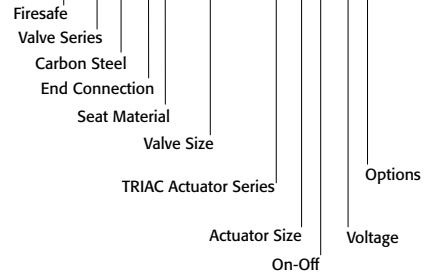 Firesafe
Valve Series
Carbon Steel
End Connection
Seat Material
Valve Size
Options
TRIAC Actuator Series
Actuator Size
Voltage
On-Off